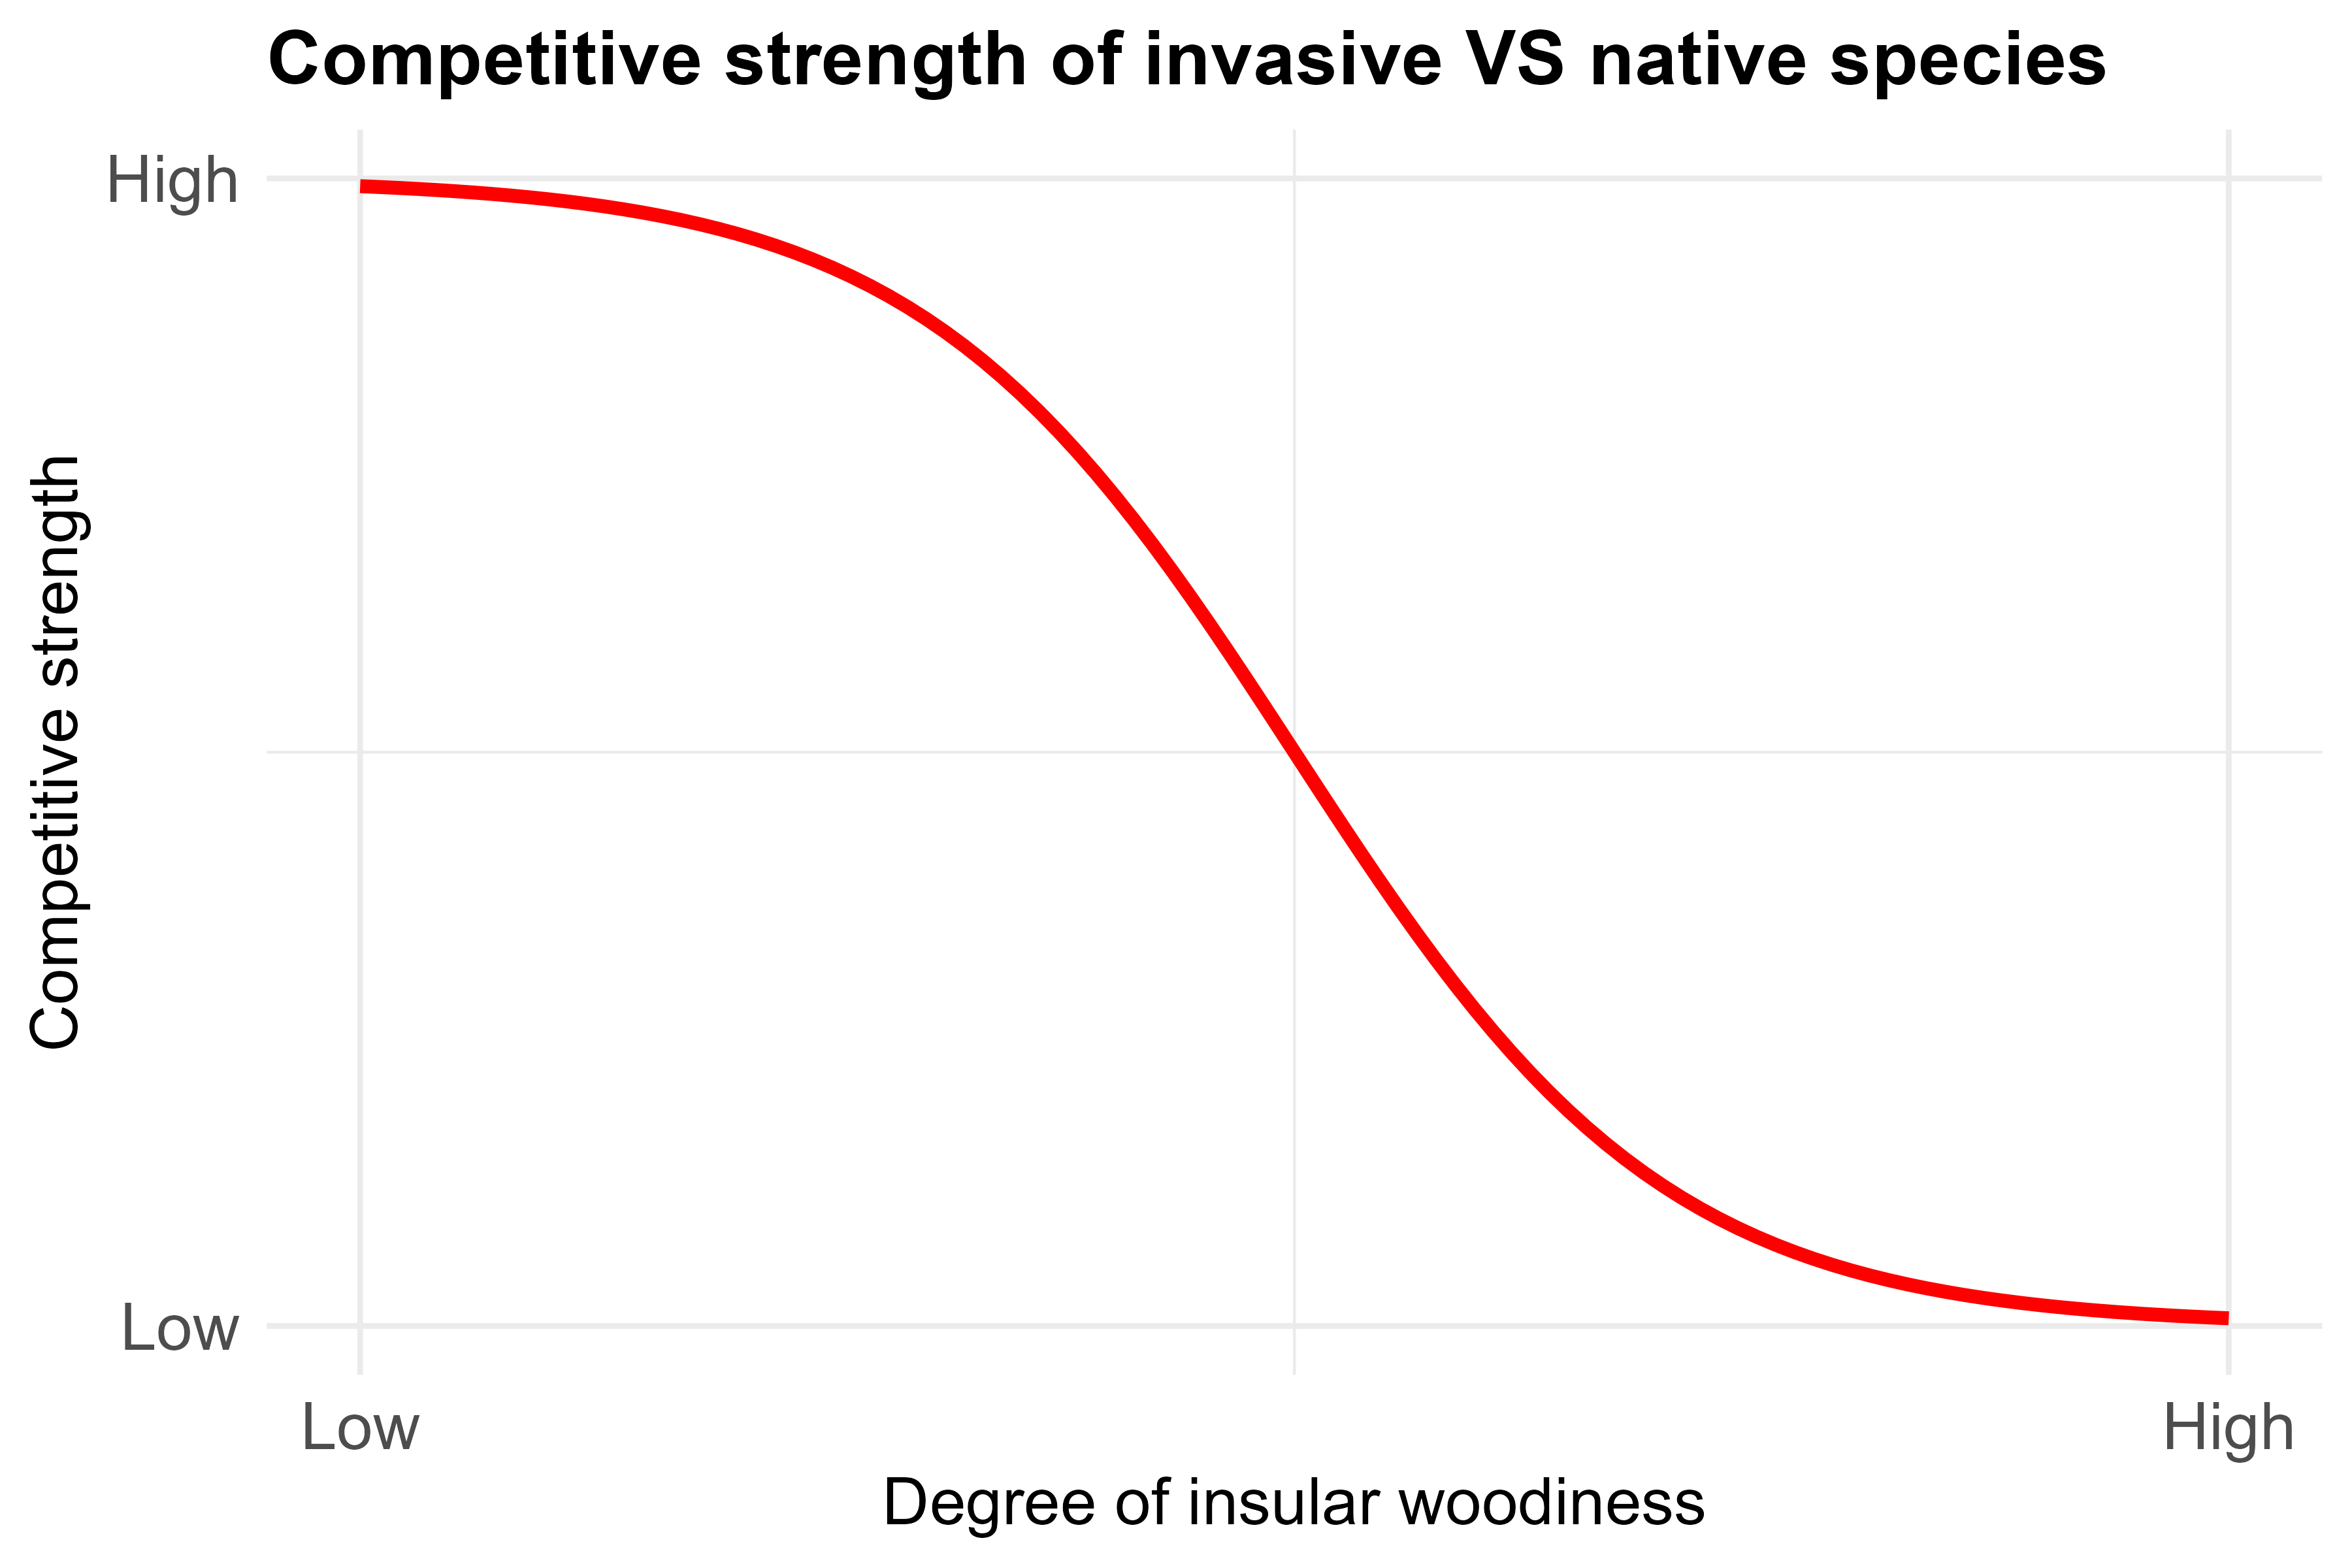 Competitive strength of invasive VS native species
High
Competitive strength
Low
Low
High
Degree of insular woodiness